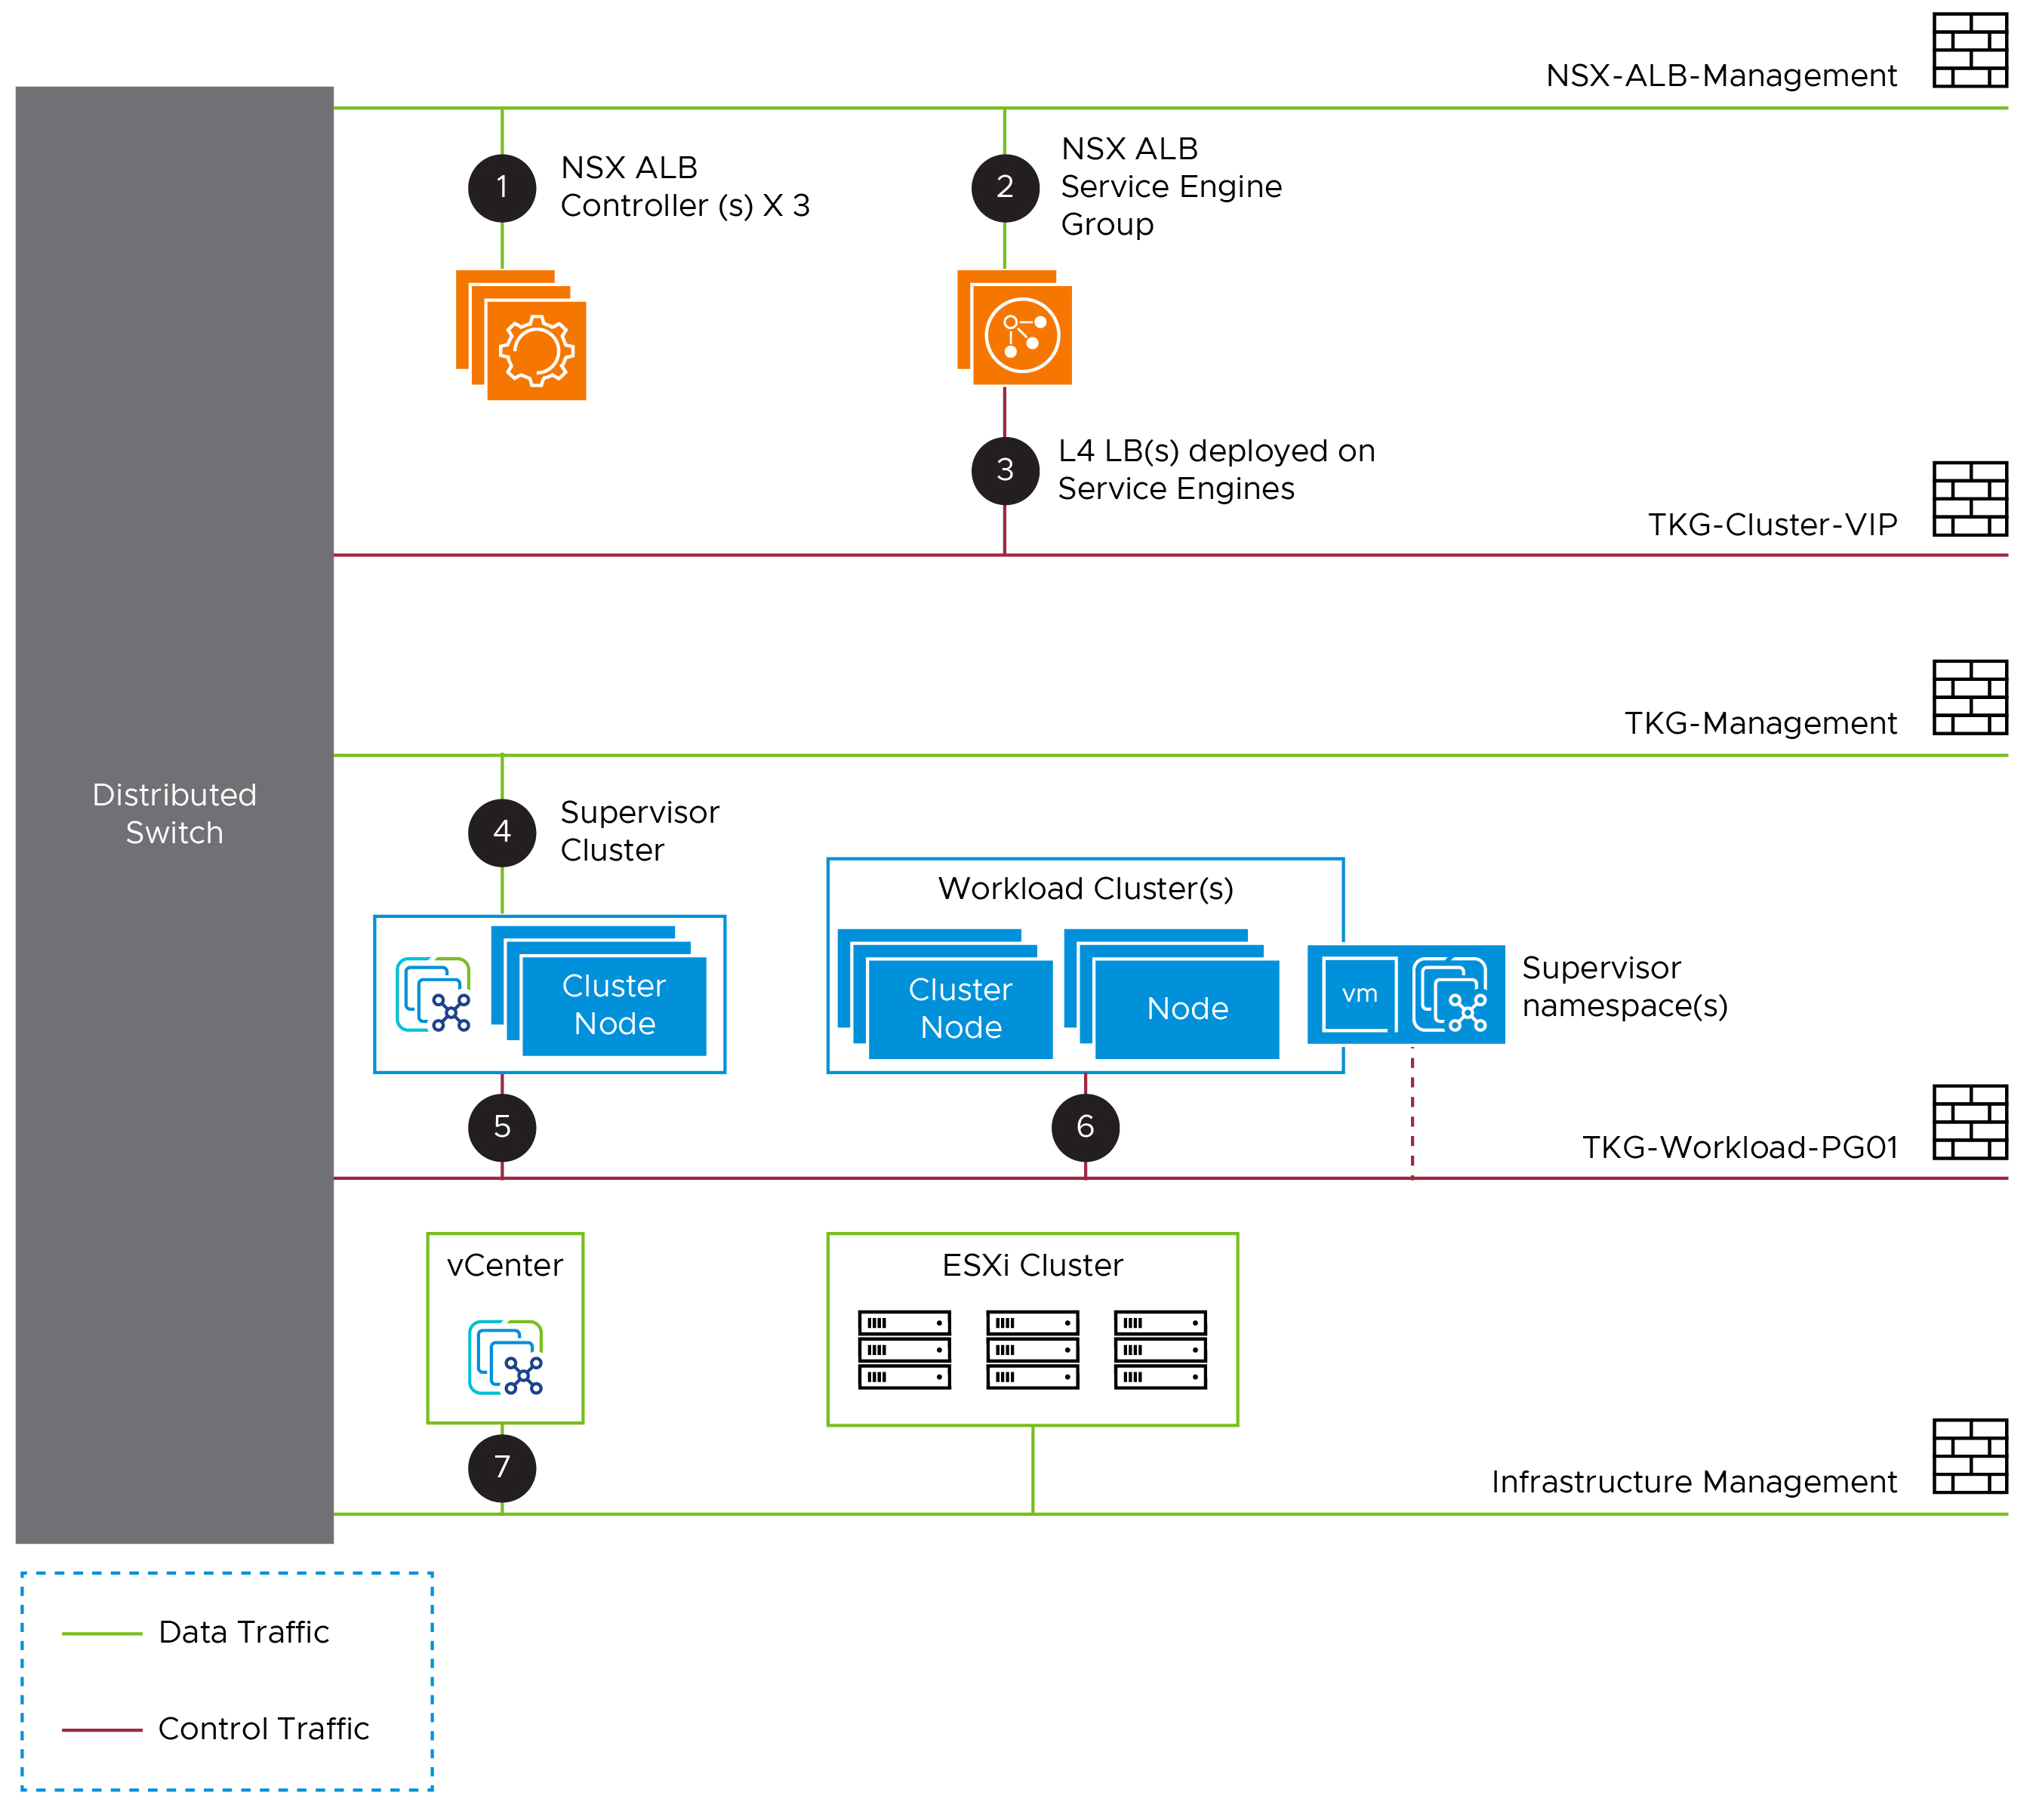 NSX-ALB-Management
1
NSX ALB
Controller (s) X 3
2
NSX ALB
Service Engine
Group
3
L4 LB(s) deployed on
Service Engines
TKG-Cluster-VIP
TKG-Management
Distributed
Switch
4
Supervisor
Cluster
Cluster
Node
Workload Cluster(s)
Cluster
Node
Node
vm
Supervisor
namespace(s)
5
6
TKG-Workload-PG01
vCenter
ESXi Cluster
7
Infrastructure Management
Data Traffic
Control Traffic